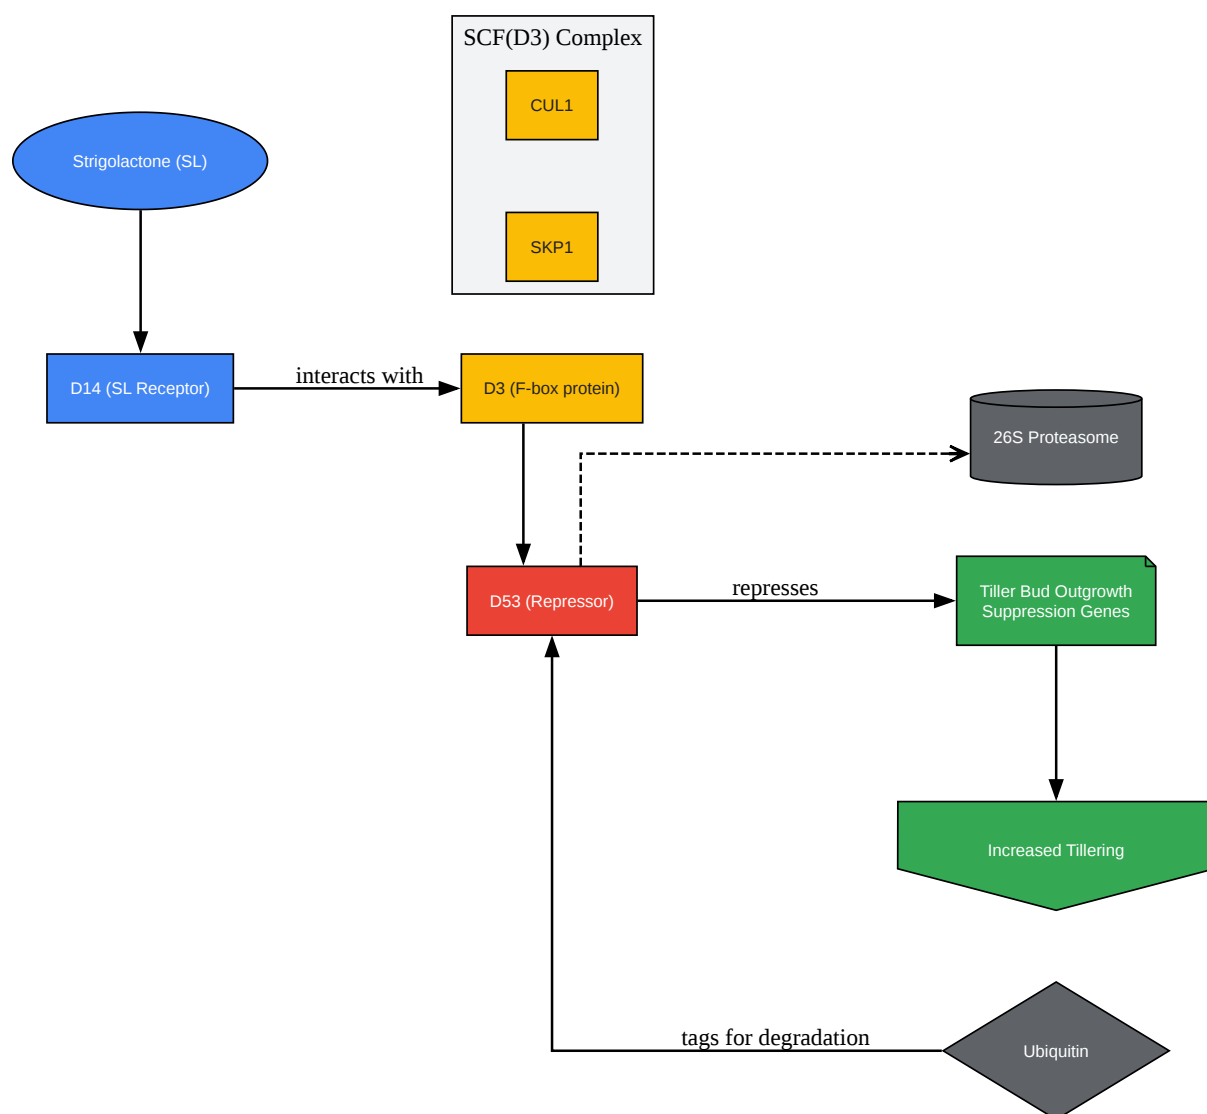 SCF(D3) Complex
CUL1
Strigolactone (SL)
SKP1
D14 (SL Receptor)
interacts with
D3 (F-box protein)
26S Proteasome
D53 (Repressor)
represses
Tiller Bud Outgrowth
Suppression Genes
Increased Tillering
tags for degradation
Ubiquitin